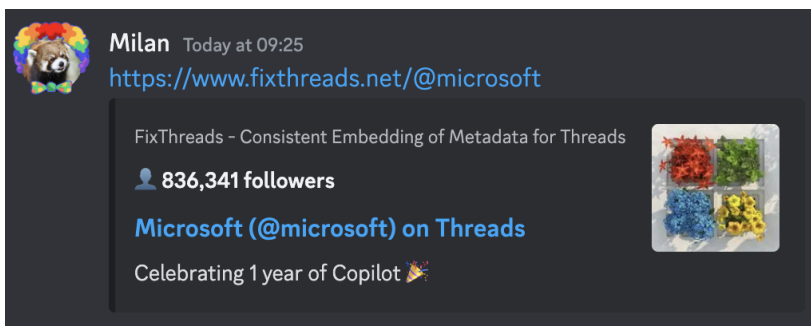 Milan Today at 09:25
https://www.fixthreads.net/@microsoft
FixThreads - Consistent Embedding of Metadata for Threads
👤 836,341 followers
Microsoft (@microsoft) on Threads
Celebrating 1 year of Copilot 🎉